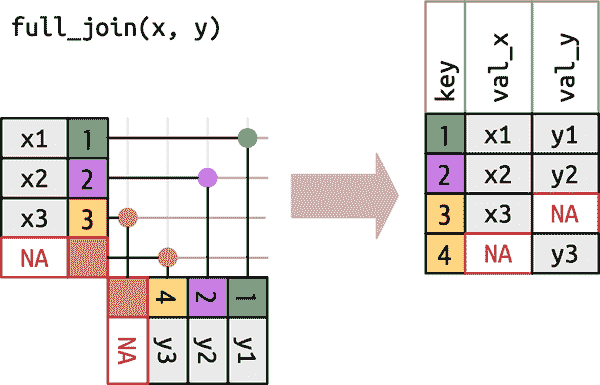 full_join(x, y)
x1 1
x2 2
x3 3
NA
4 2 1
NA y3 y2 y1
key val_x val_y
1 x1 y1
2 x2 y2
3 x3 NA
4 NA y3